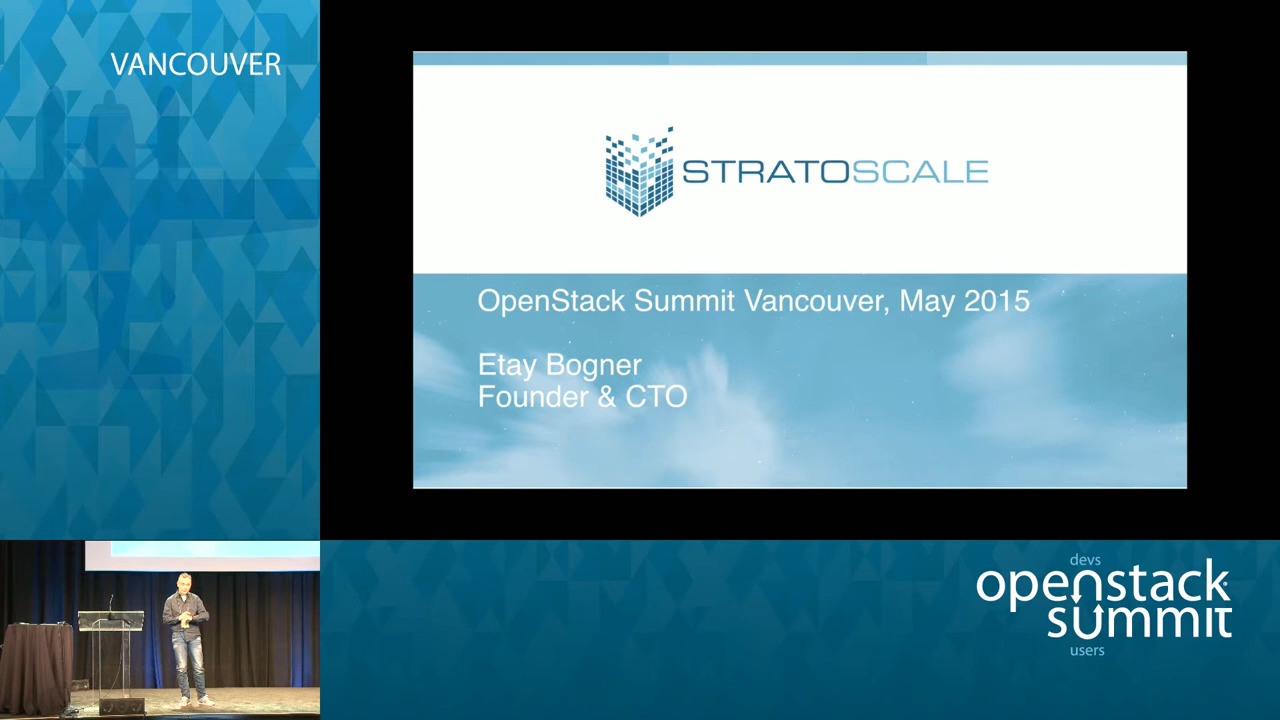 VANCOUVER
STRATOSCALE
OpenStack Summit Vancouver, May 2015
Etay Bogner
Founder & CTO
devs
openstack
summit
users